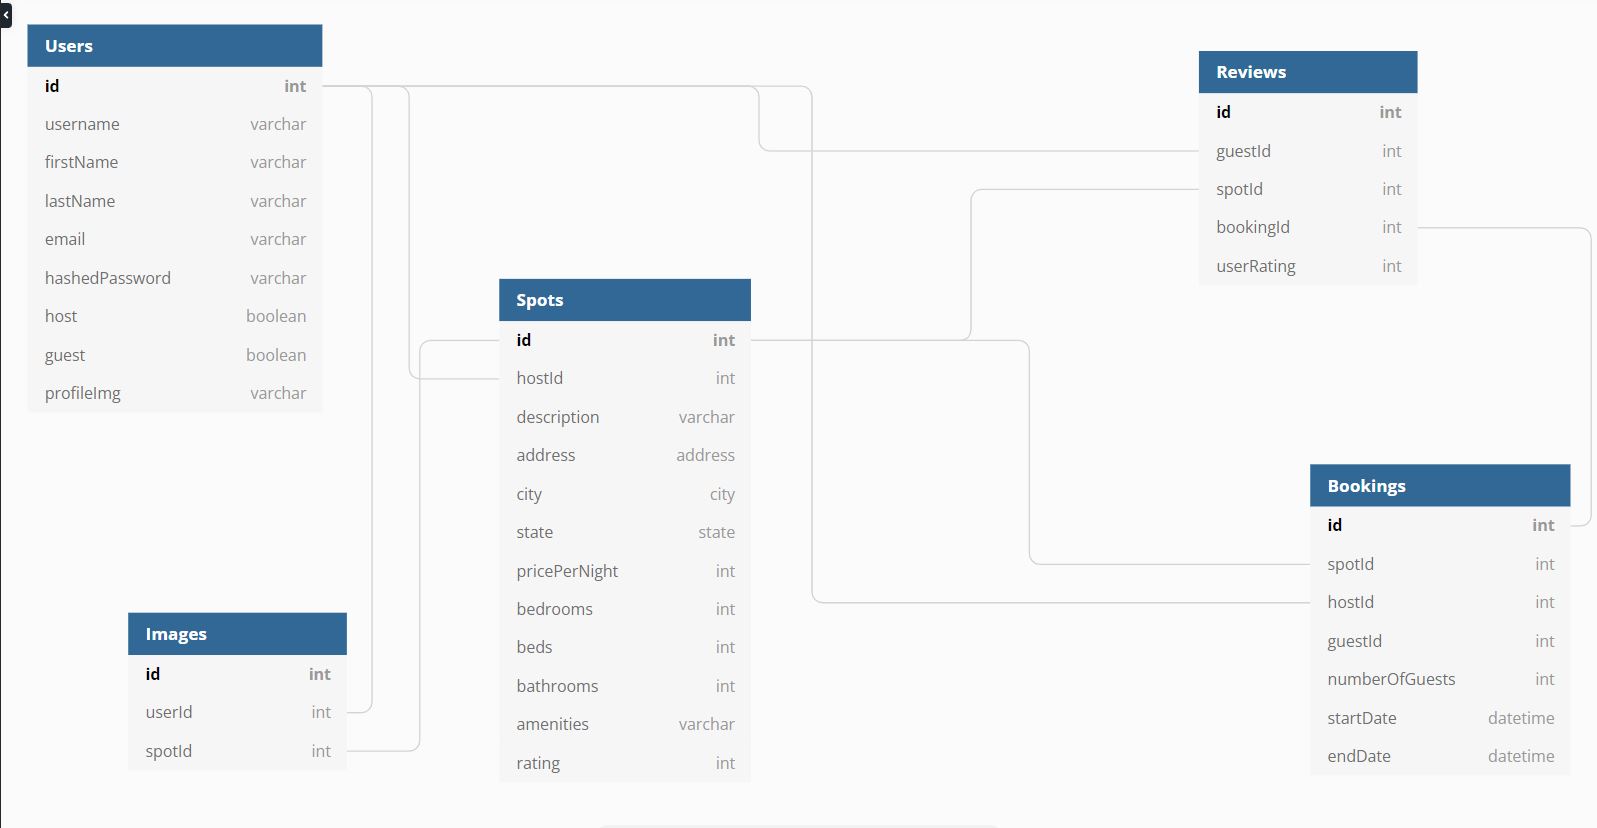 Users
id int
username varchar
firstName varchar
lastName varchar
email varchar
hashedPassword varchar
host boolean
guest boolean
profileImg varchar
Images
id int
userId int
spotId int
Spots
id int
hostId int
description varchar
address address
city city
state state
pricePerNight int
bedrooms int
beds int
bathrooms int
amenities varchar
rating int
Reviews
id int
guestId int
spotId int
bookingId int
userRating int
Bookings
id int
spotId int
hostId int
guestId int
numberOfGuests int
startDate datetime
endDate datetime